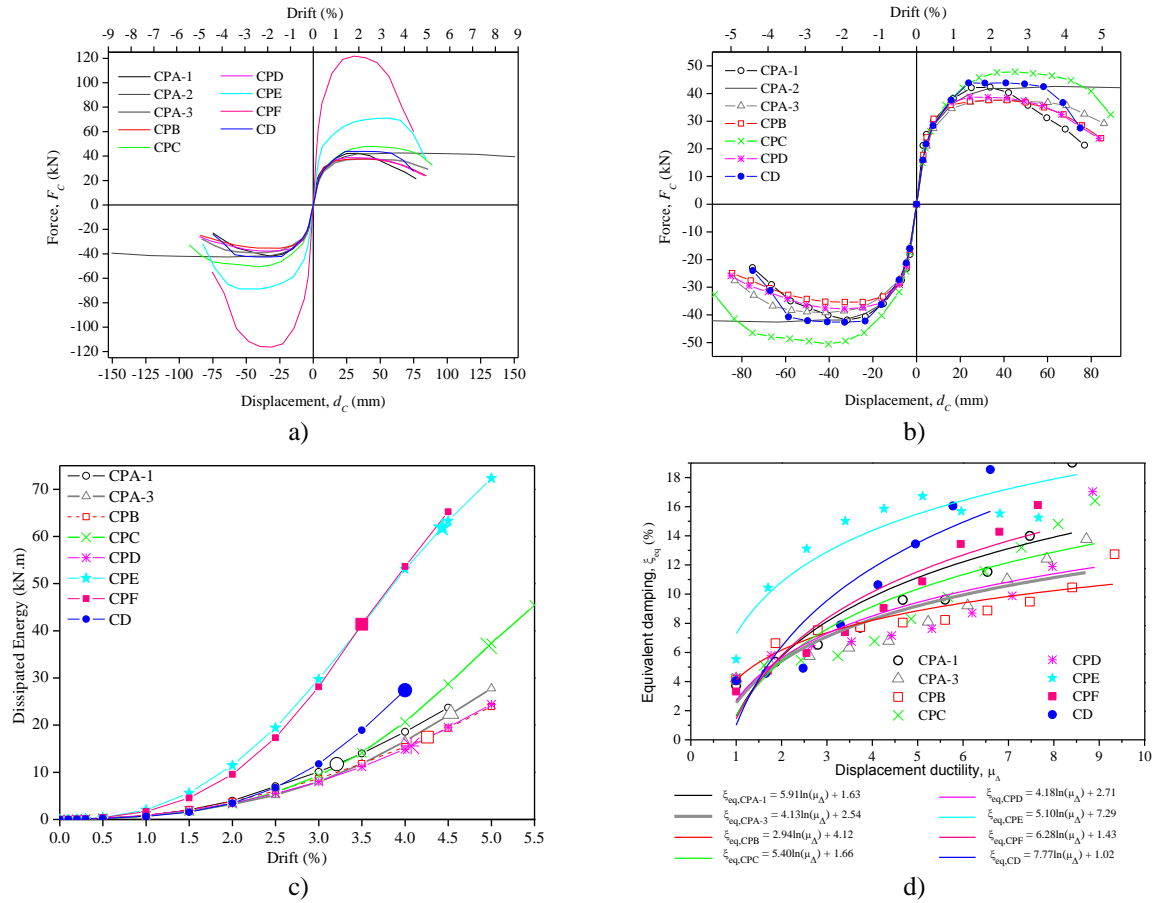 Drift (%)
-9 -8 -7 -6 -5 -4 -3 -2 -1 0 1 2 3 4 5 6 7 8 9
120
100
80
60
40
20
0
-20
-40
-60
-80
-100
-120
Force, F_C (kN)
CPA-1
CPA-2
CPA-3
CPB
CPC
CPD
CPE
CPF
CD
-150 -125 -100 -75 -50 -25 0 25 50 75 100 125 150
Displacement, d_C (mm)
a)
Drift (%)
-5 -4 -3 -2 -1 0 1 2 3 4 5
50
40
30
20
10
0
-10
-20
-30
-40
-50
Force, F_C (kN)
CPA-1
CPA-2
CPA-3
CPB
CPC
CPD
CD
-80 -60 -40 -20 0 20 40 60 80
Displacement, d_C (mm)
b)
70
60
50
40
30
20
10
0
Dissipated Energy (kN.m)
CPA-1
CPA-3
CPB
CPC
CPD
CPE
CPF
CD
0.0 0.5 1.0 1.5 2.0 2.5 3.0 3.5 4.0 4.5 5.0 5.5
Drift (%)
c)
18
16
14
12
10
8
6
4
2
0
Equivalent damping, ξ_eq (%)
CPA-1
CPA-3
CPB
CPC
CPD
CPE
CPF
CD
0 1 2 3 4 5 6 7 8 9 10
Displacement ductility, μ_Δ
ξ_eq,CPA-1 = 5.91ln(μ_Δ) + 1.63
ξ_eq,CPA-3 = 4.13ln(μ_Δ) + 2.54
ξ_eq,CPB = 2.94ln(μ_Δ) + 4.12
ξ_eq,CPC = 5.40ln(μ_Δ) + 1.66
ξ_eq,CPD = 4.18ln(μ_Δ) + 2.71
ξ_eq,CPE = 5.10ln(μ_Δ) + 7.29
ξ_eq,CPF = 6.28ln(μ_Δ) + 1.43
ξ_eq,CD = 7.77ln(μ_Δ) + 1.02
d)